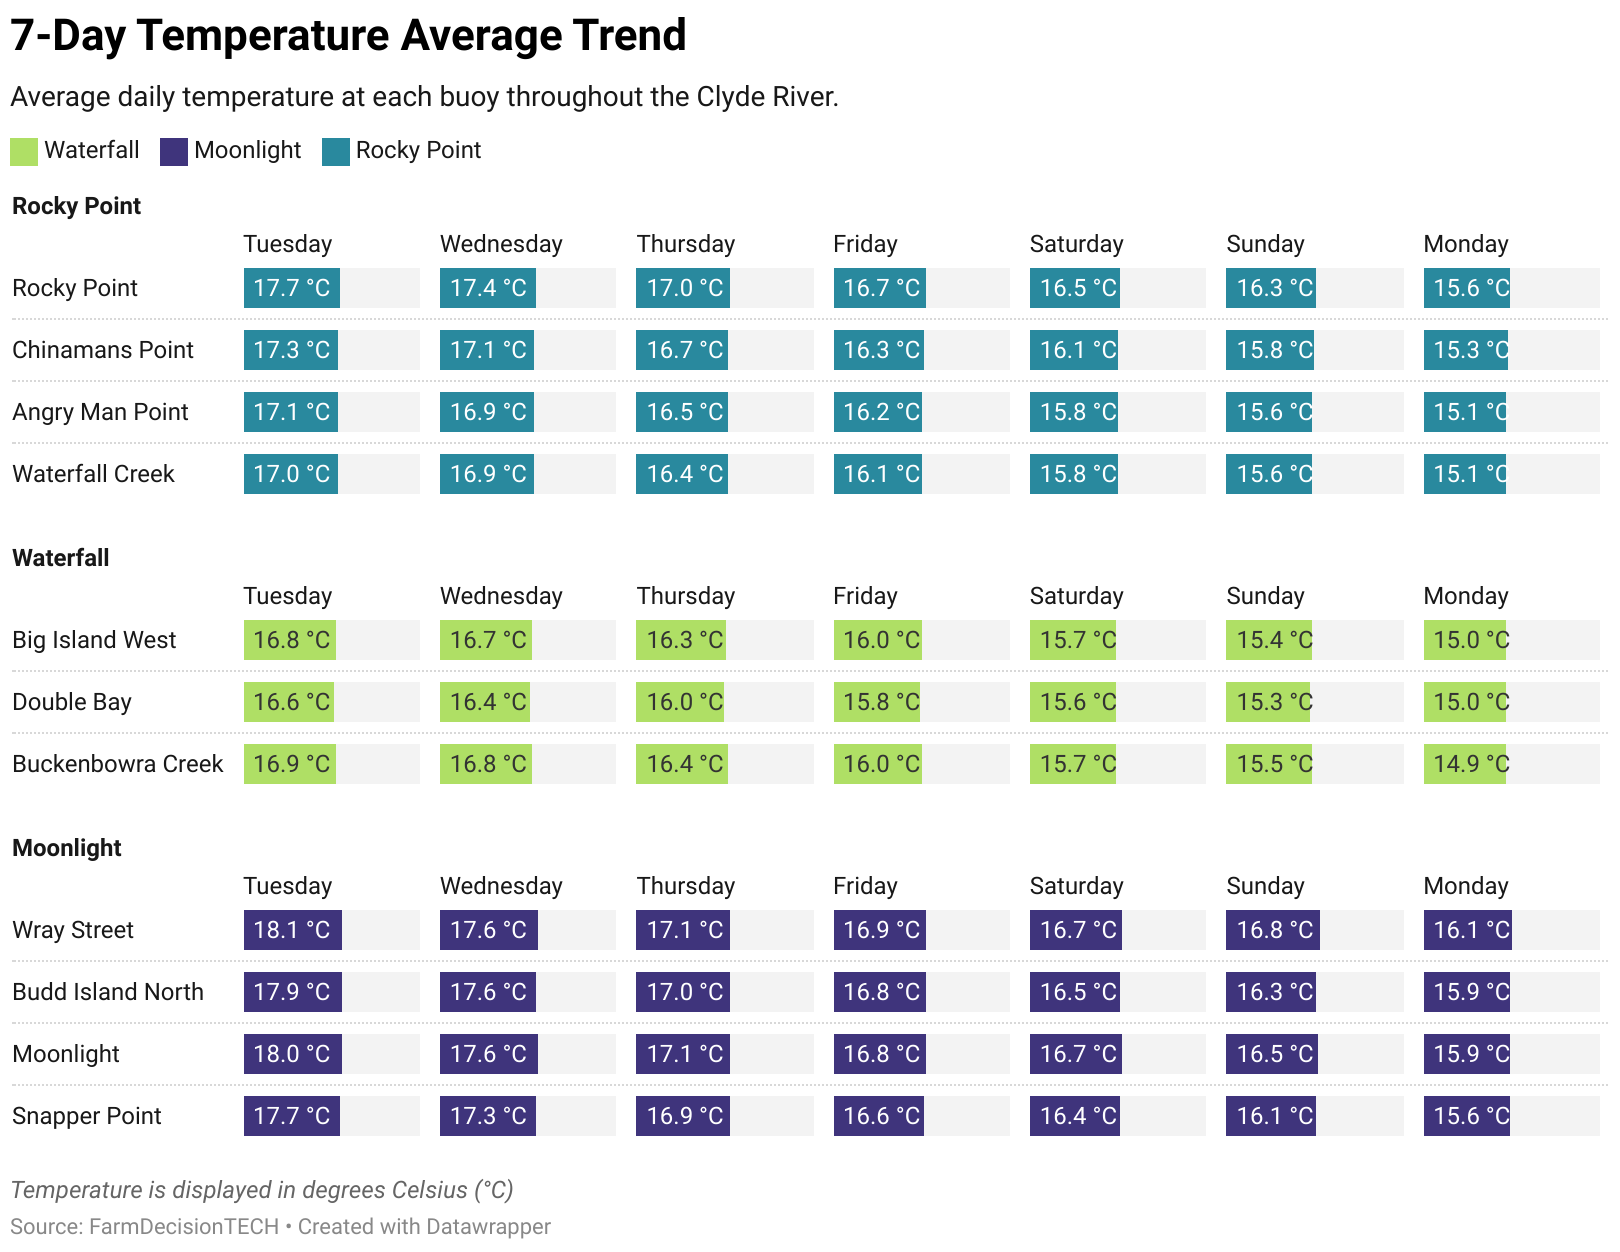 7-Day Temperature Average Trend
Average daily temperature at each buoy throughout the Clyde River.
Waterfall Moonlight Rocky Point
Rocky Point
Tuesday Wednesday Thursday Friday Saturday Sunday Monday
Rocky Point 17.7 °C 17.4 °C 17.0 °C 16.7 °C 16.5 °C 16.3 °C 15.6 °C
Chinamans Point 17.3 °C 17.1 °C 16.7 °C 16.3 °C 16.1 °C 15.8 °C 15.3 °C
Angry Man Point 17.1 °C 16.9 °C 16.5 °C 16.2 °C 15.8 °C 15.6 °C 15.1 °C
Waterfall Creek 17.0 °C 16.9 °C 16.4 °C 16.1 °C 15.8 °C 15.6 °C 15.1 °C
Waterfall
Tuesday Wednesday Thursday Friday Saturday Sunday Monday
Big Island West 16.8 °C 16.7 °C 16.3 °C 16.0 °C 15.7 °C 15.4 °C 15.0 °C
Double Bay 16.6 °C 16.4 °C 16.0 °C 15.8 °C 15.6 °C 15.3 °C 15.0 °C
Buckenbowra Creek 16.9 °C 16.8 °C 16.4 °C 16.0 °C 15.7 °C 15.5 °C 14.9 °C
Moonlight
Tuesday Wednesday Thursday Friday Saturday Sunday Monday
Wray Street 18.1 °C 17.6 °C 17.1 °C 16.9 °C 16.7 °C 16.8 °C 16.1 °C
Budd Island North 17.9 °C 17.6 °C 17.0 °C 16.8 °C 16.5 °C 16.3 °C 15.9 °C
Moonlight 18.0 °C 17.6 °C 17.1 °C 16.8 °C 16.7 °C 16.5 °C 15.9 °C
Snapper Point 17.7 °C 17.3 °C 16.9 °C 16.6 °C 16.4 °C 16.1 °C 15.6 °C
Temperature is displayed in degrees Celsius (°C)
Source: FarmDecisionTECH • Created with Datawrapper